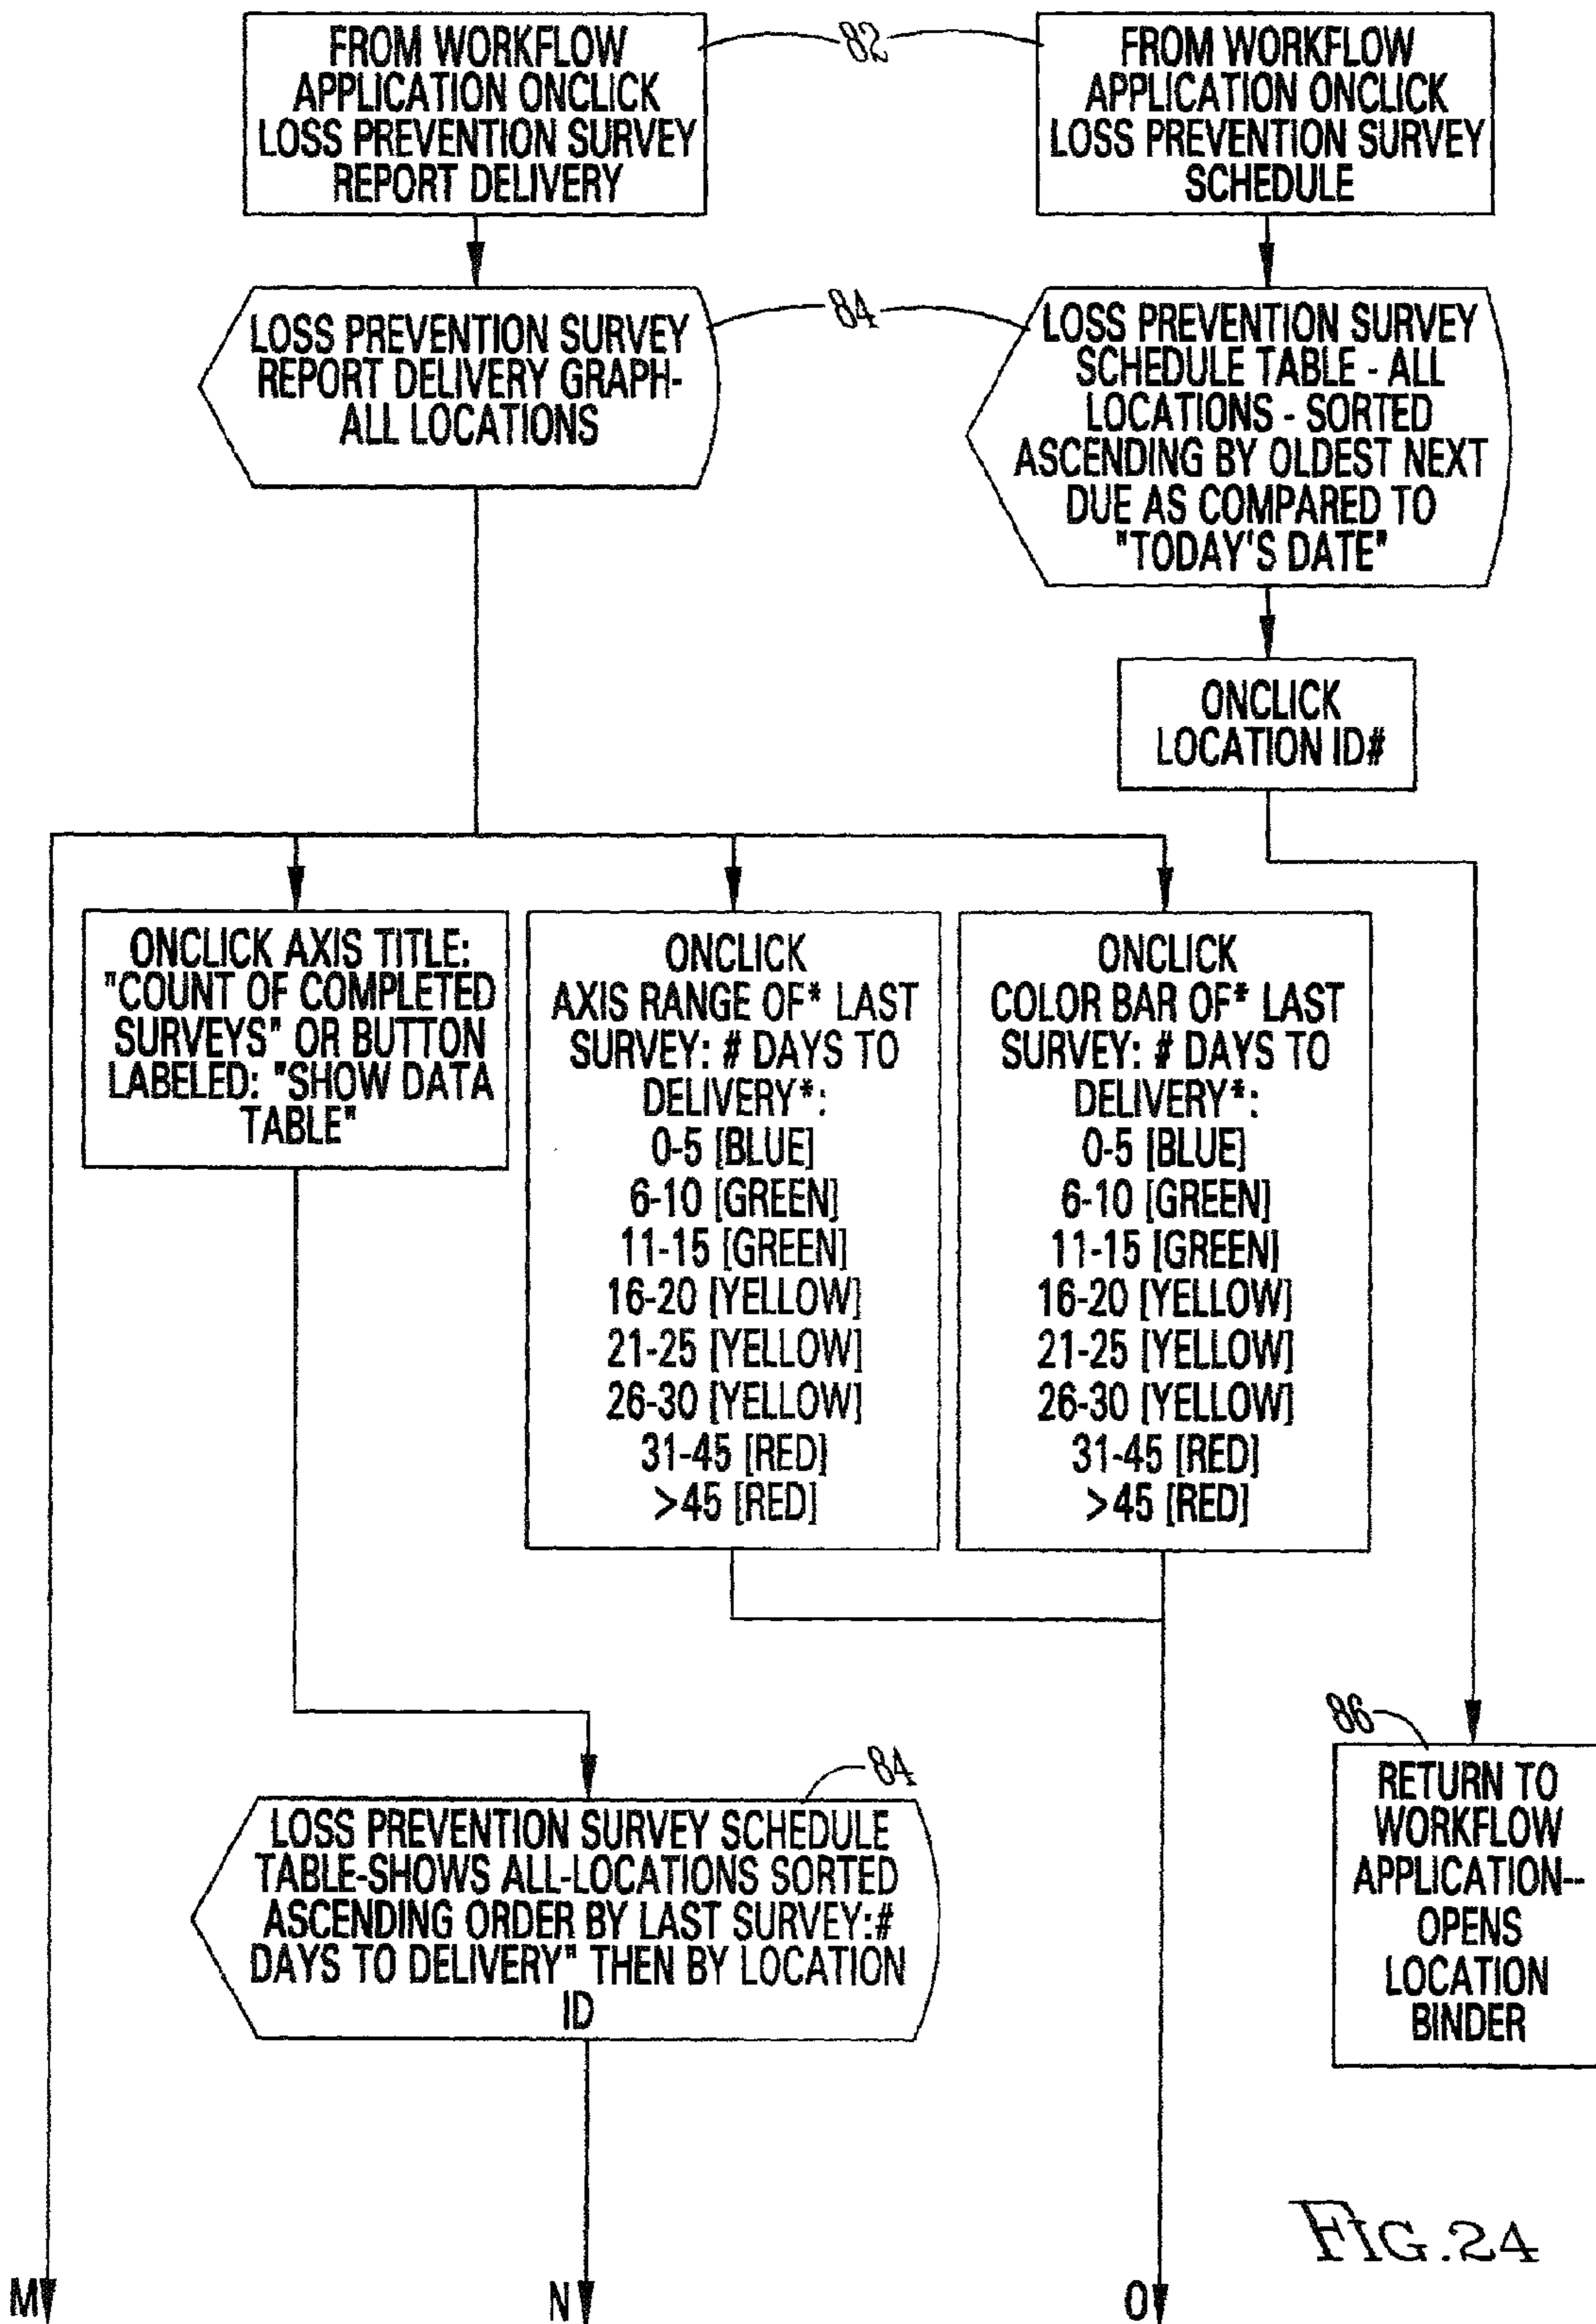 FROM WORKFLOW
APPLICATION ONCLICK
LOSS PREVENTION SURVEY
REPORT DELIVERY
82
FROM WORKFLOW
APPLICATION ONCLICK
LOSS PREVENTION SURVEY
SCHEDULE
LOSS PREVENTION SURVEY
REPORT DELIVERY GRAPH-
ALL LOCATIONS
84
LOSS PREVENTION SURVEY
SCHEDULE TABLE - ALL
LOCATIONS - SORTED
ASCENDING BY OLDEST NEXT
DUE AS COMPARED TO
"TODAY'S DATE"
ONCLICK
LOCATION ID#
ONCLICK AXIS TITLE:
"COUNT OF COMPLETED
SURVEYS" OR BUTTON
LABELED: "SHOW DATA
TABLE"
ONCLICK
AXIS RANGE OF* LAST
SURVEY: # DAYS TO
DELIVERY*:
0-5 [BLUE]
6-10 [GREEN]
11-15 [GREEN]
16-20 [YELLOW]
21-25 [YELLOW]
26-30 [YELLOW]
31-45 [RED]
>45 [RED]
ONCLICK
COLOR BAR OF* LAST
SURVEY: # DAYS TO
DELIVERY*:
0-5 [BLUE]
6-10 [GREEN]
11-15 [GREEN]
16-20 [YELLOW]
21-25 [YELLOW]
26-30 [YELLOW]
31-45 [RED]
>45 [RED]
84
LOSS PREVENTION SURVEY SCHEDULE
TABLE-SHOWS ALL-LOCATIONS SORTED
ASCENDING ORDER BY LAST SURVEY:#
DAYS TO DELIVERY" THEN BY LOCATION
ID
86
RETURN TO
WORKFLOW
APPLICATION--
OPENS
LOCATION
BINDER
M
N
O
FIG.24